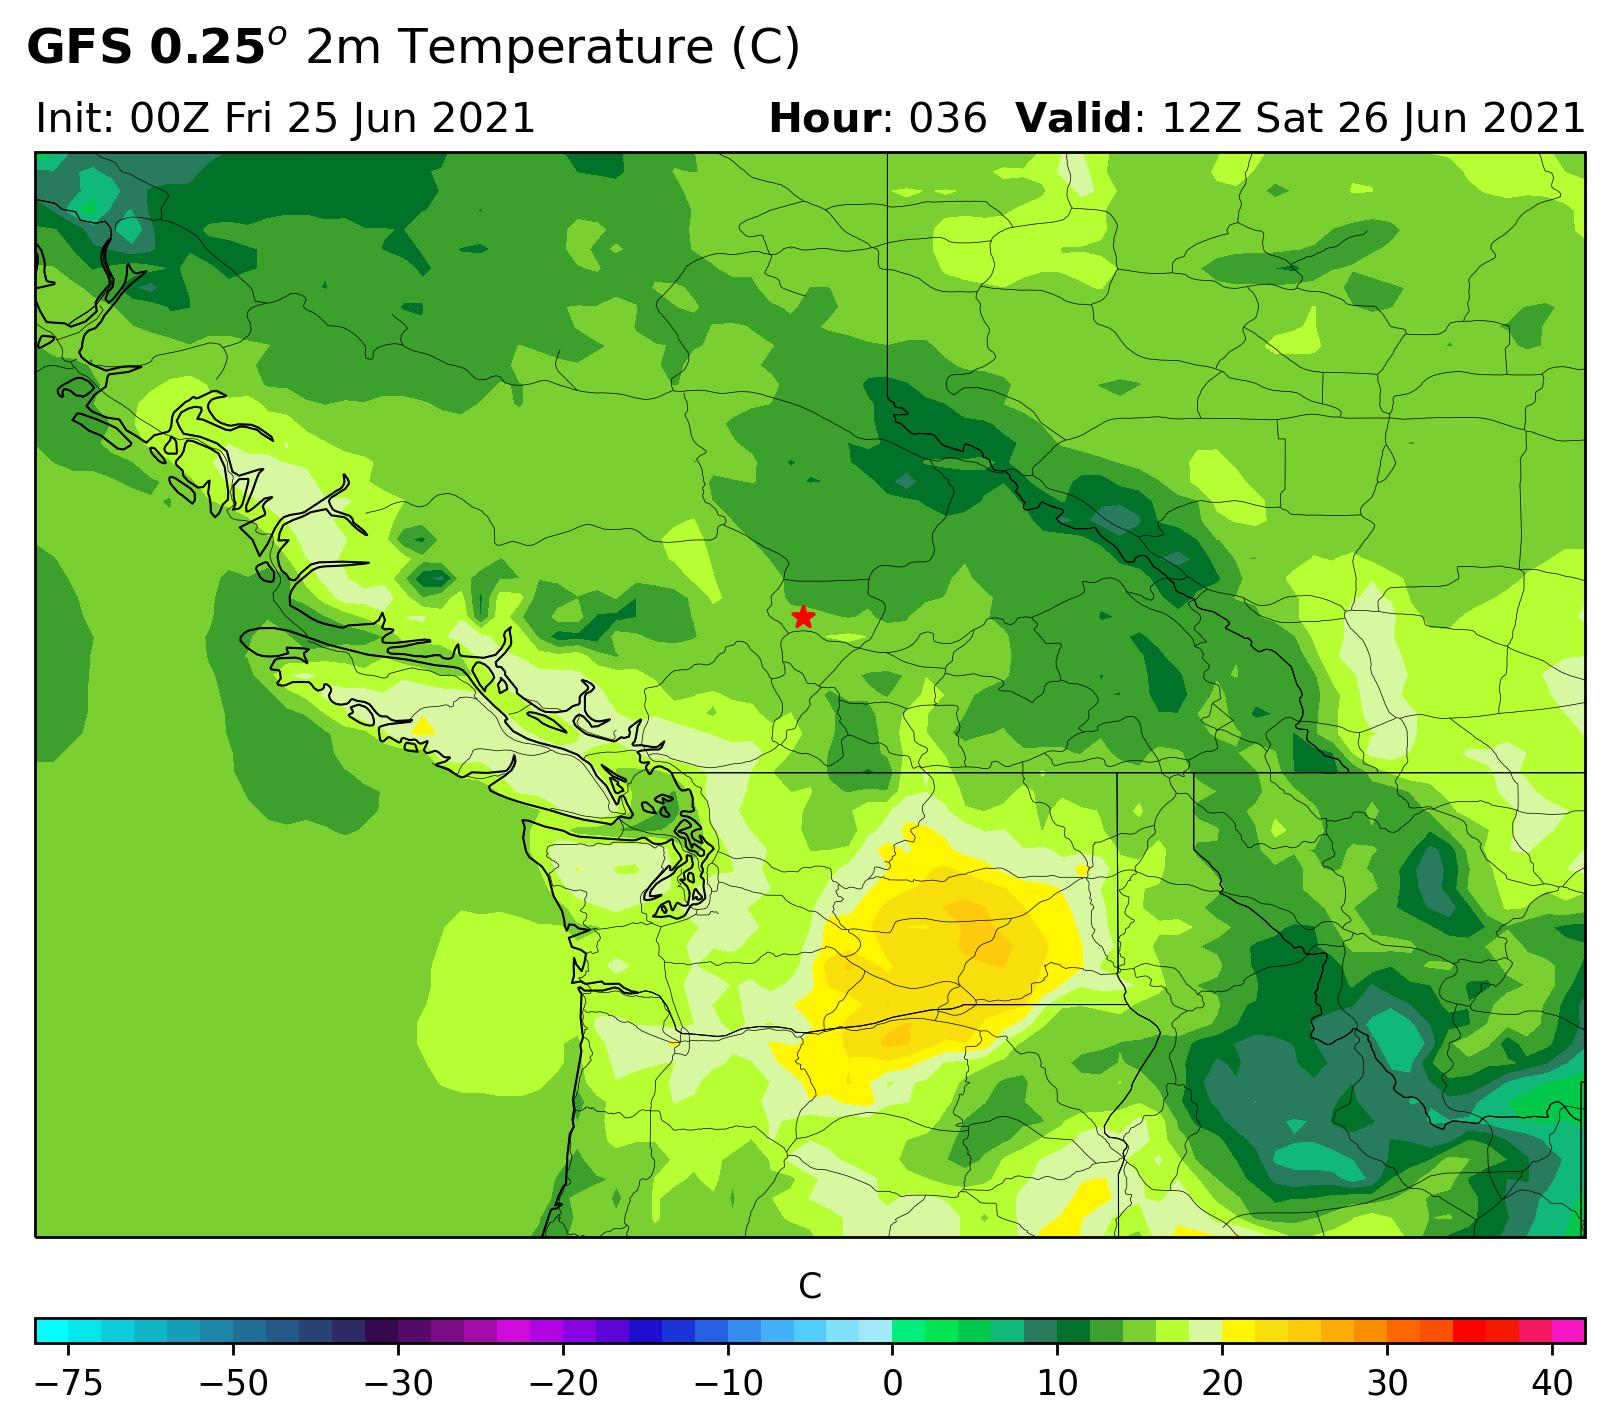 GFS 0.25° 2m Temperature (C)
Init: 00Z Fri 25 Jun 2021 Hour: 036 Valid: 12Z Sat 26 Jun 2021
C
−75 −50 −30 −20 −10 0 10 20 30 40